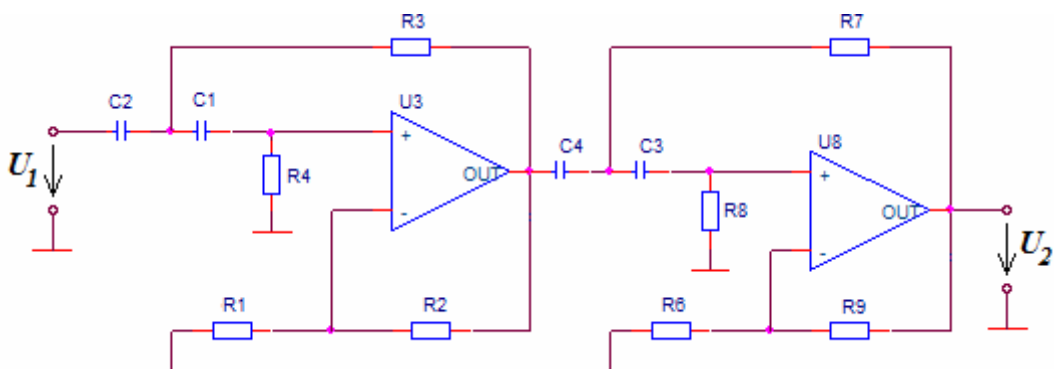 R3
R7
C2
C1
U3
+
R4
OUT
-
C4
C3
U8
+
R8
OUT
-
U1
U2
R1
R2
R6
R9